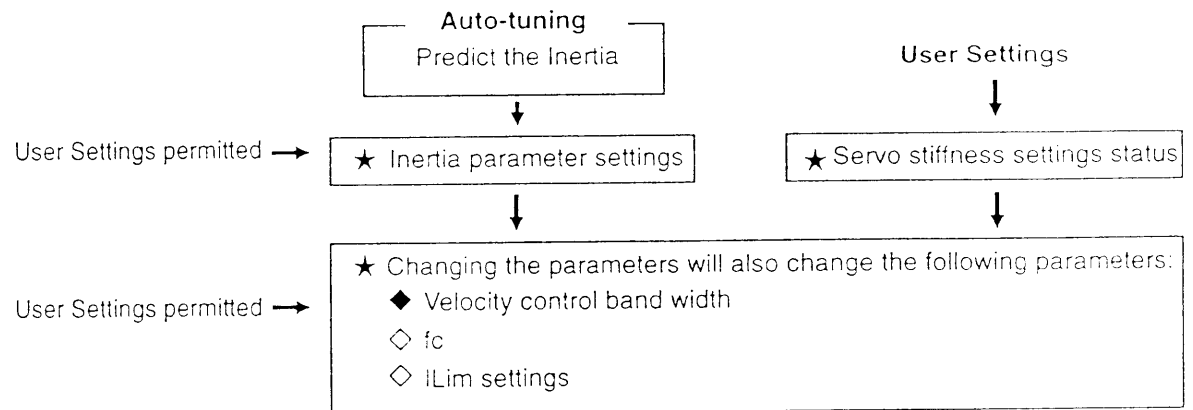 Auto-tuning
Predict the Inertia
User Settings
User Settings permitted
★ Inertia parameter settings
★ Servo stiffness settings status
★ Changing the parameters will also change the following parameters:
User Settings permitted
◆ Velocity control band width
◇ fc
◇ ILim settings